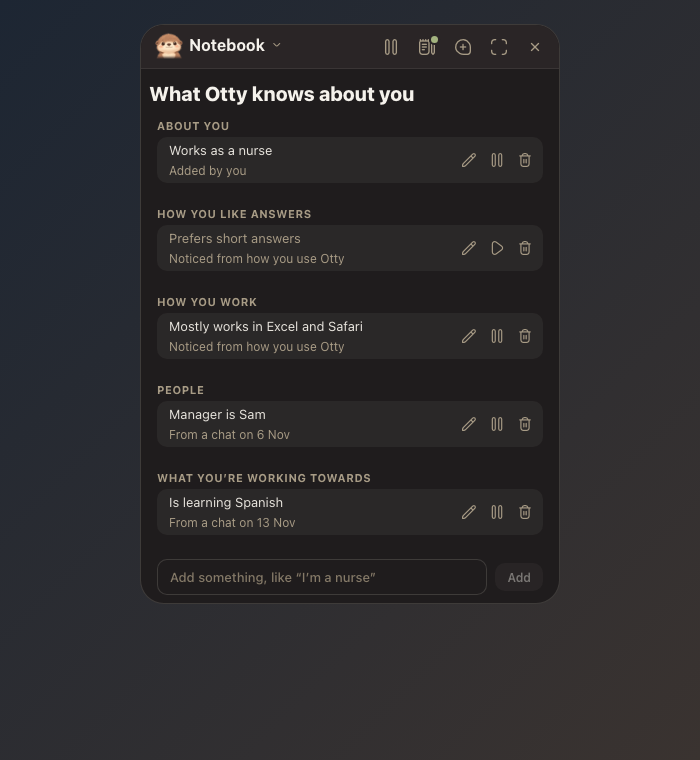 Notebook
What Otty knows about you
ABOUT YOU
Works as a nurse
Added by you
HOW YOU LIKE ANSWERS
Prefers short answers
Noticed from how you use Otty
HOW YOU WORK
Mostly works in Excel and Safari
Noticed from how you use Otty
PEOPLE
Manager is Sam
From a chat on 6 Nov
WHAT YOU’RE WORKING TOWARDS
Is learning Spanish
From a chat on 13 Nov
Add something, like “I’m a nurse”
Add